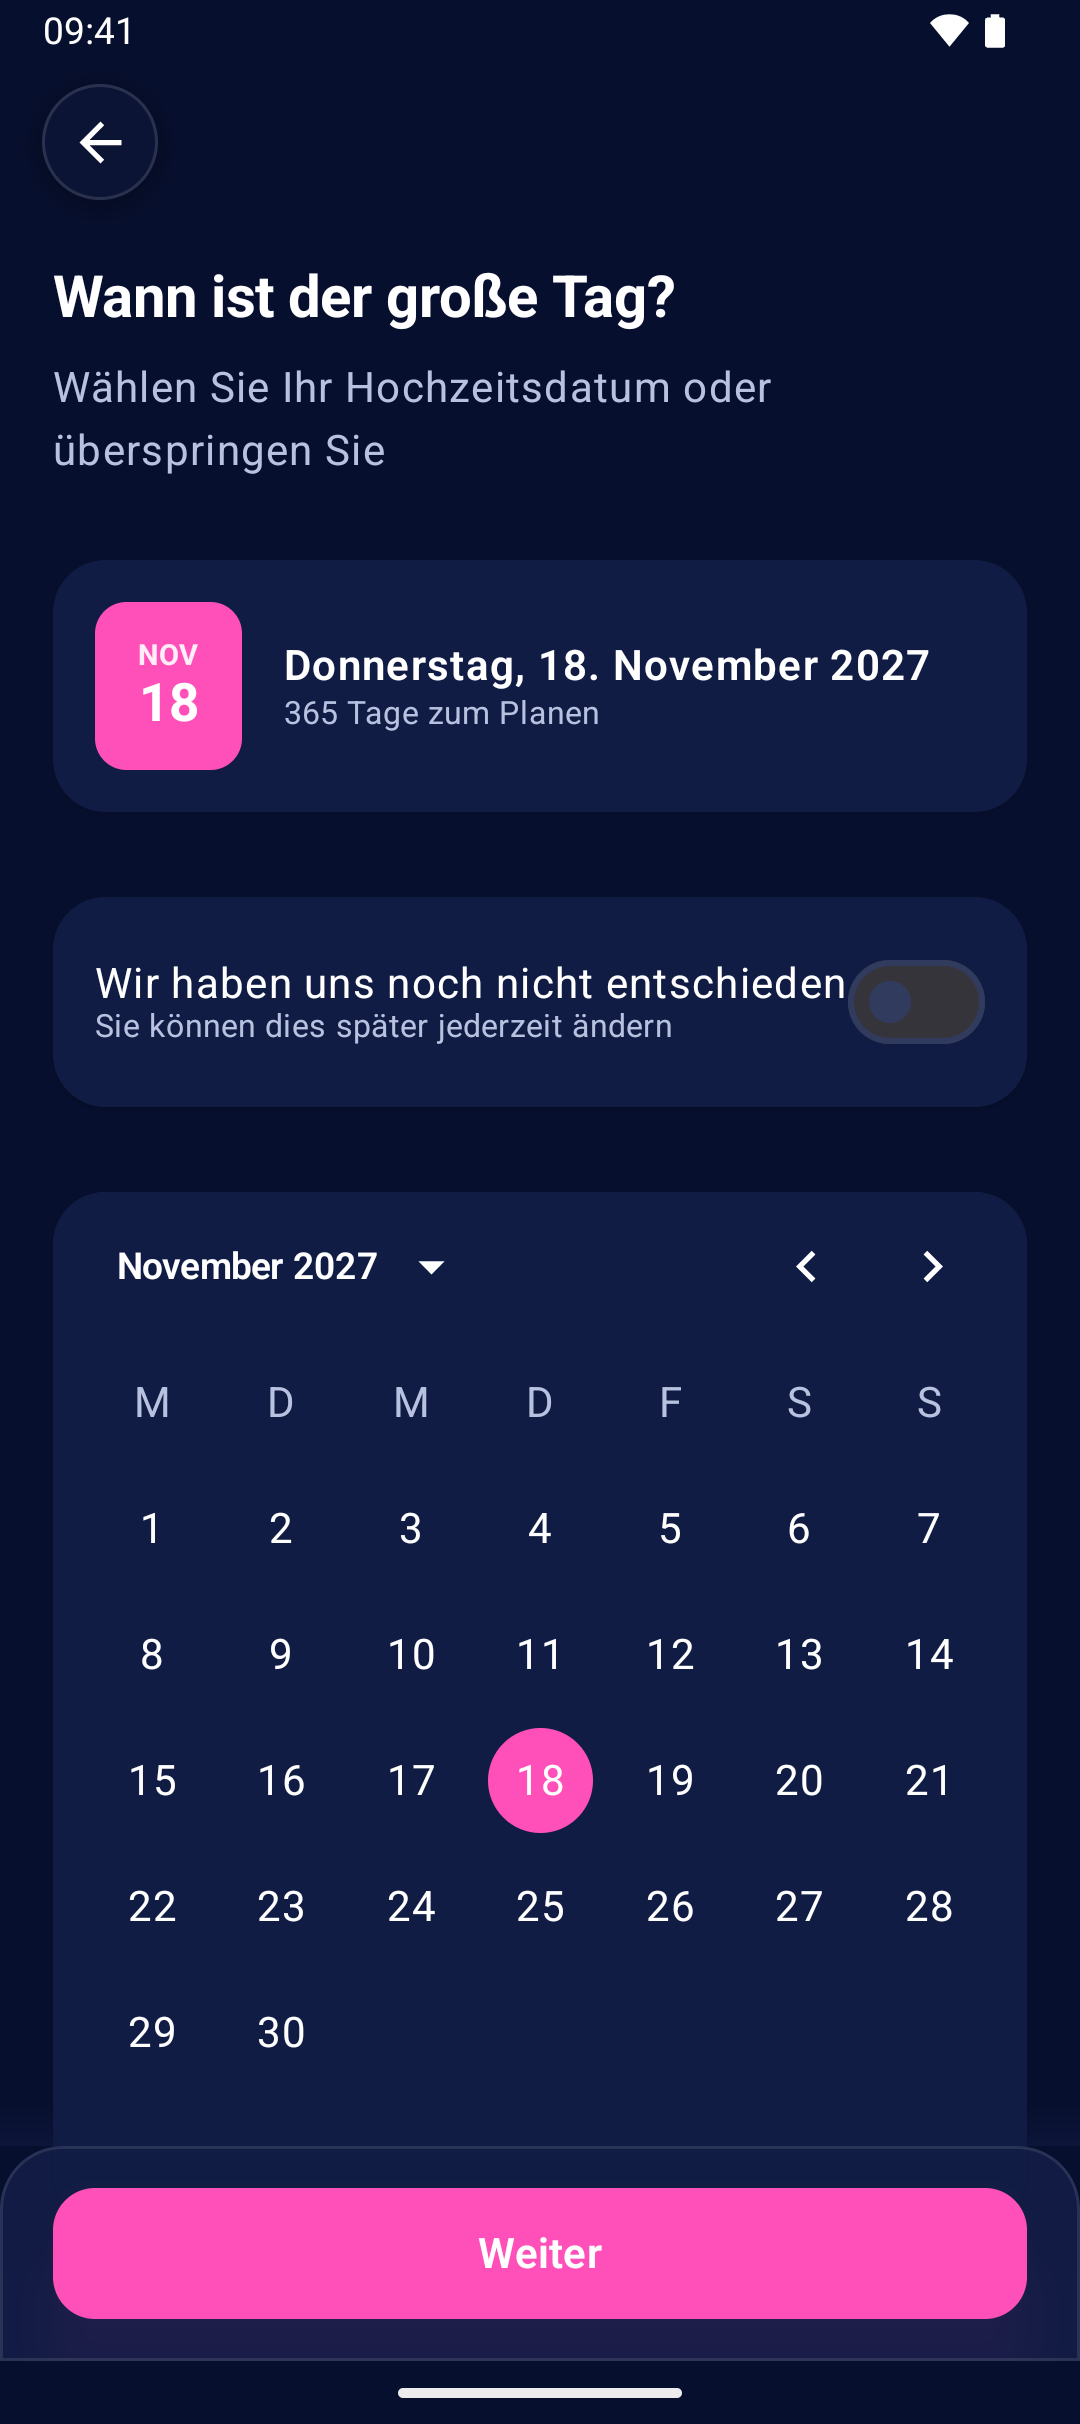 09:41
Wann ist der große Tag?
Wählen Sie Ihr Hochzeitsdatum oder
überspringen Sie
NOV
18
Donnerstag, 18. November 2027
365 Tage zum Planen
Wir haben uns noch nicht entschieden
Sie können dies später jederzeit ändern
November 2027
M D M D F S S
1 2 3 4 5 6 7
8 9 10 11 12 13 14
15 16 17 18 19 20 21
22 23 24 25 26 27 28
29 30
Weiter